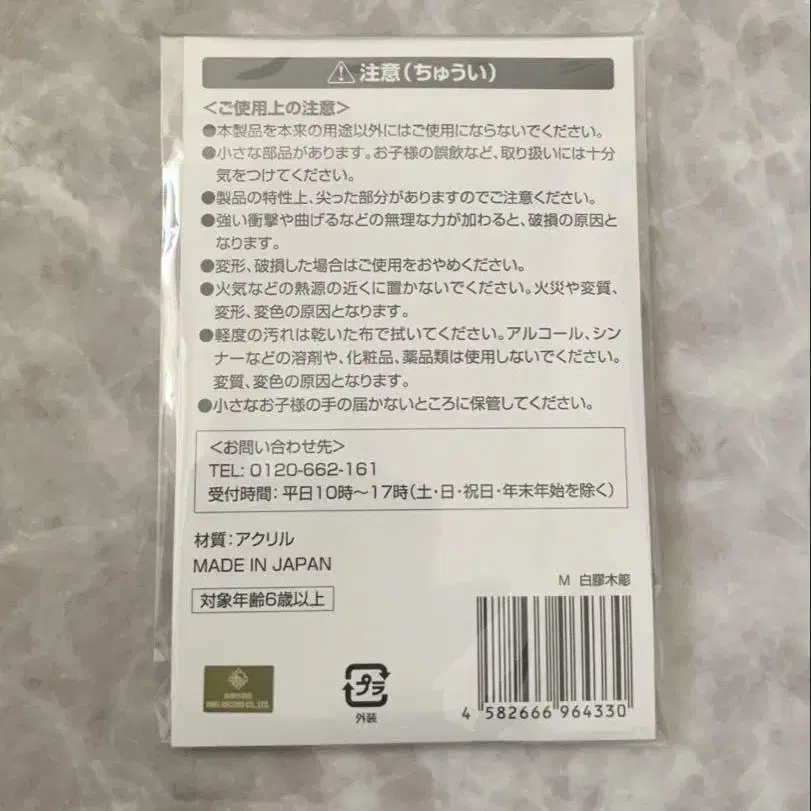 注意(ちゅうい)
<ご使用上の注意>
●本製品を本来の用途以外にはご使用にならないでください。
●小さな部品があります。お子様の誤飲など、取り扱いには十分
気をつけてください。
●製品の特性上、尖った部分がありますのでご注意ください。
●強い衝撃や曲げるなどの無理な力が加わると、破損の原因と
なります。
●変形、破損した場合はご使用をおやめください。
●火気などの熱源の近くに置かないでください。火災や変質、
変形、変色の原因となります。
●軽度の汚れは乾いた布で拭いてください。アルコール、シン
ナーなどの溶剤や、化粧品、薬品類は使用しないでください。
変質、変色の原因となります。
●小さなお子様の手の届かないところに保管してください。
<お問い合わせ先>
TEL: 0120-662-161
受付時間:平日10時〜17時(土・日・祝日・年末年始を除く)
材質:アクリル
MADE IN JAPAN
対象年齢6歳以上
M 白膠木簓
プラ
外装
4 582666 964330
KING RECORD CO., LTD.